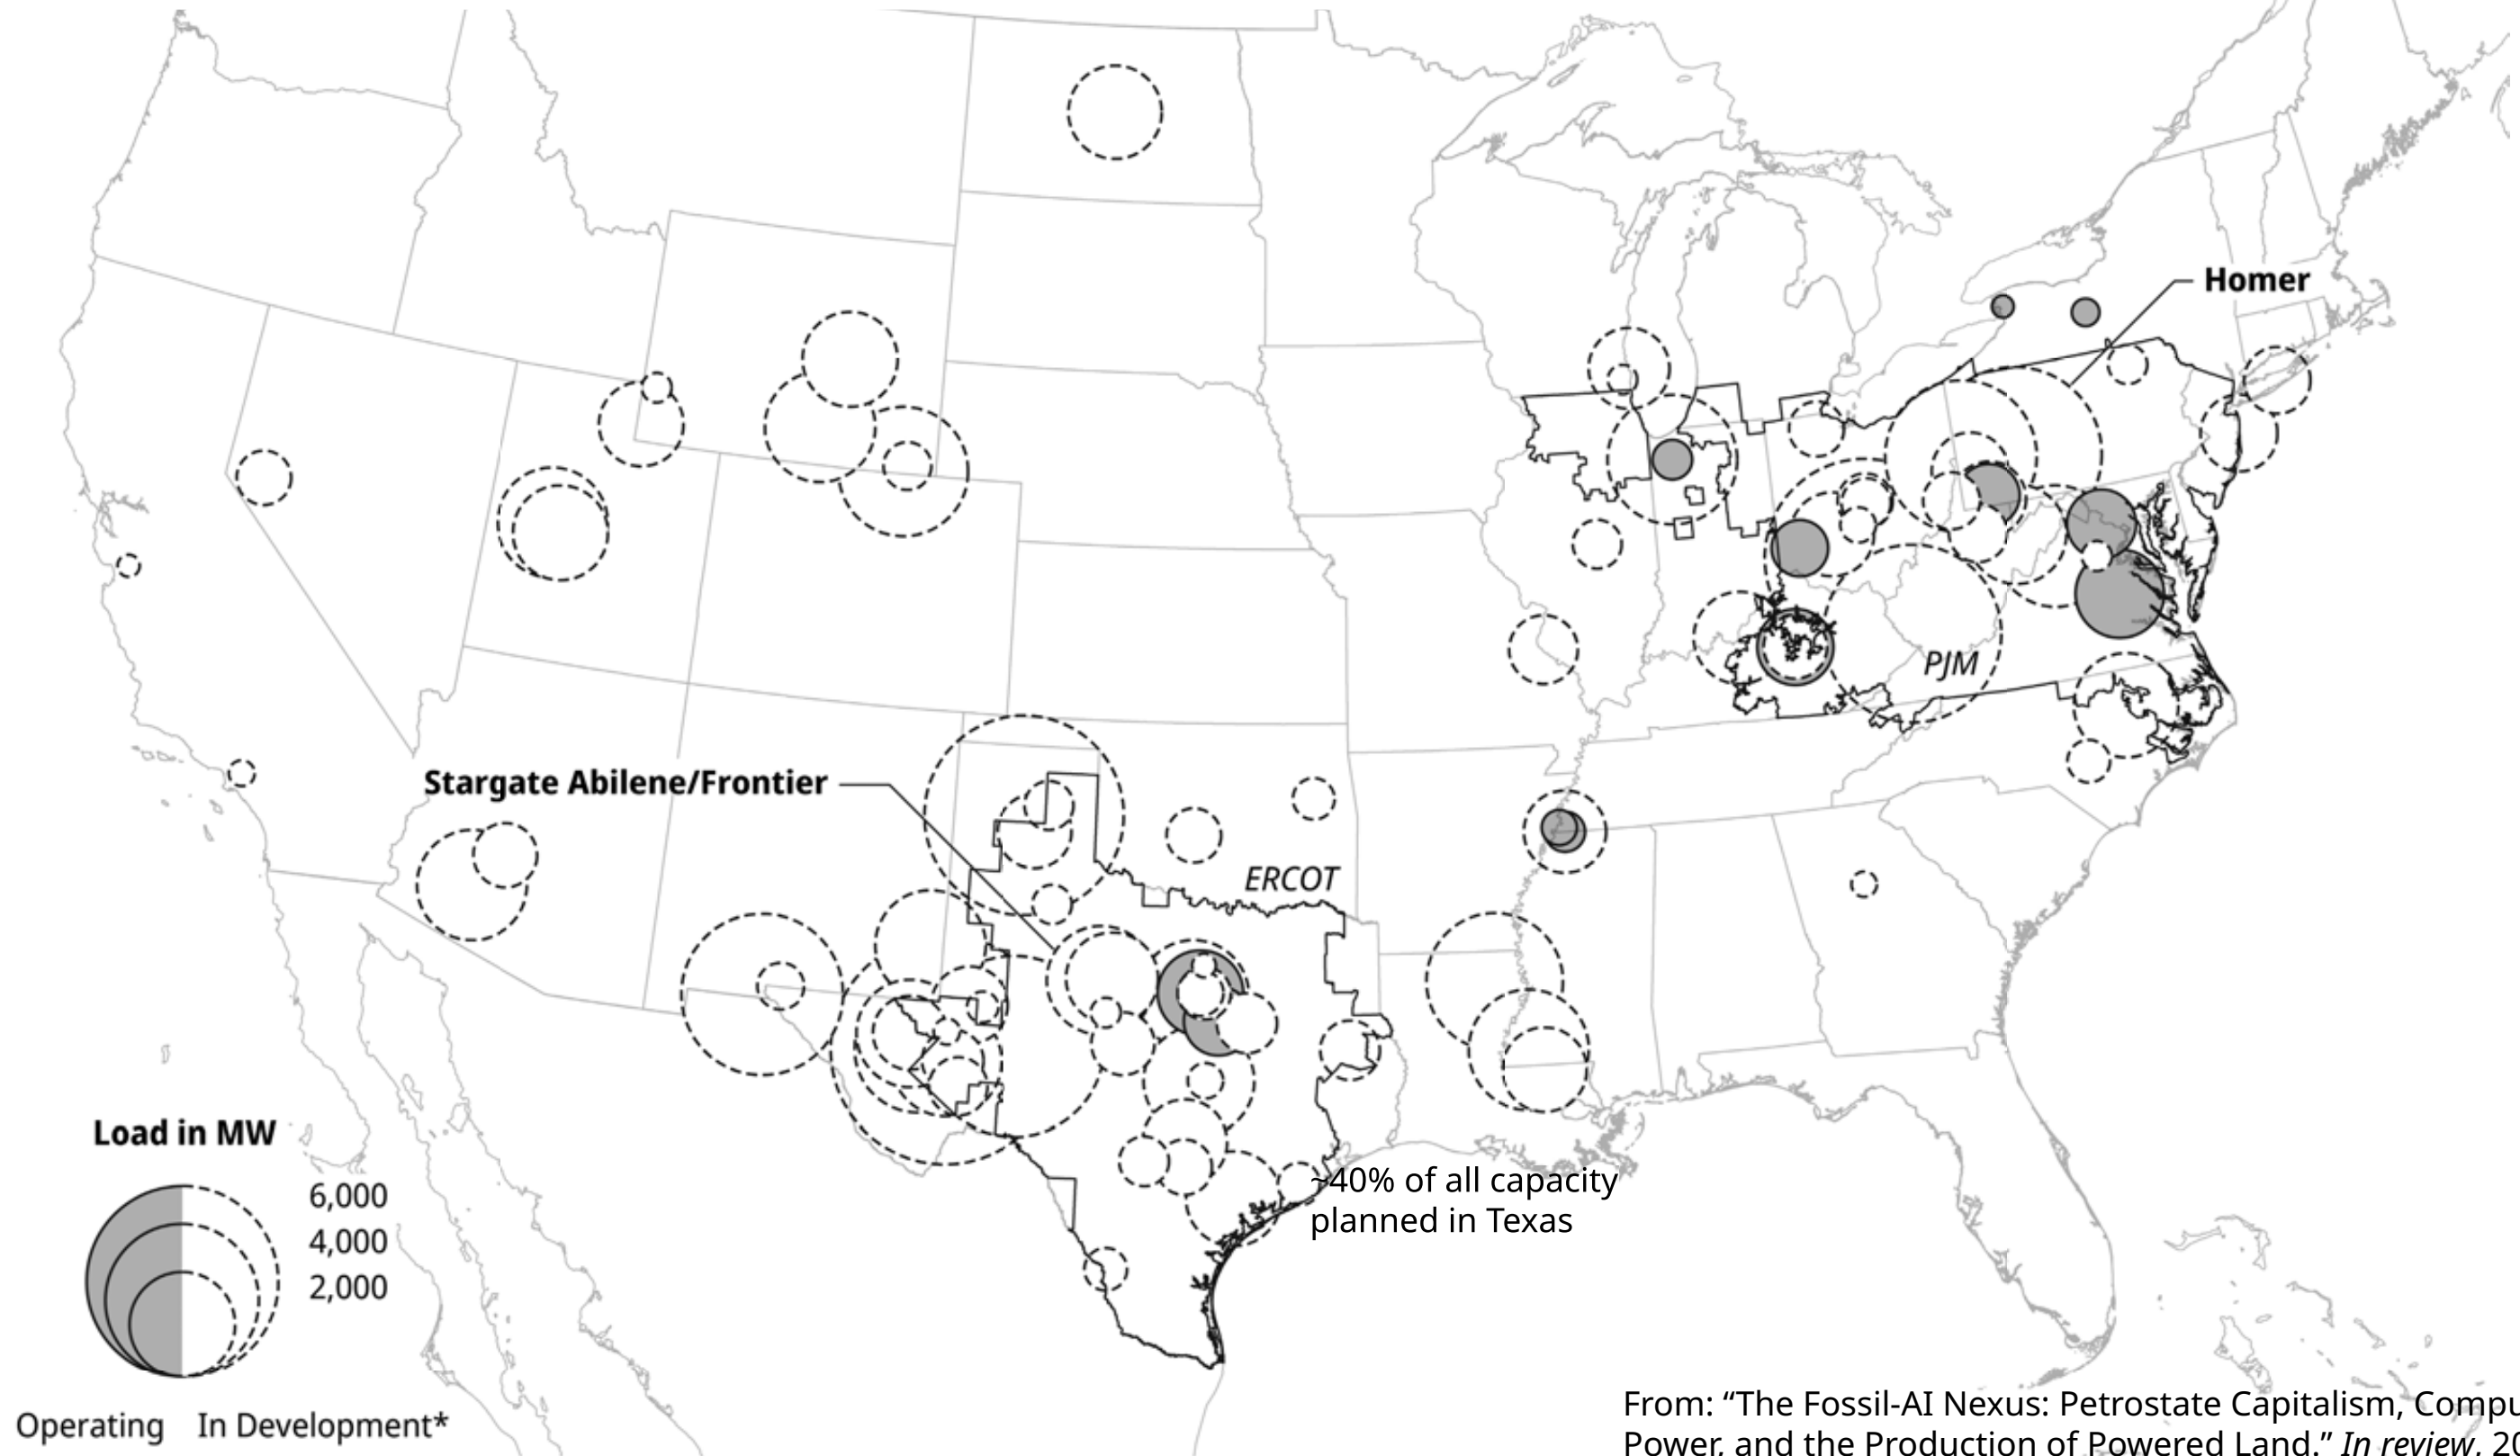 Homer
PJM
Stargate Abilene/Frontier
ERCOT
Load in MW
6,000
4,000
2,000
~40% of all capacity
planned in Texas
Operating In Development*
From: “The Fossil-AI Nexus: Petrostate Capitalism,
Power, and the Production of Powered Land.” In review,